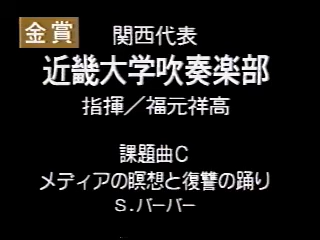 金賞
関西代表
近畿大学吹奏楽部
指揮／福元祥高
課題曲C
メディアの瞑想と復讐の踊り
S.バーバー